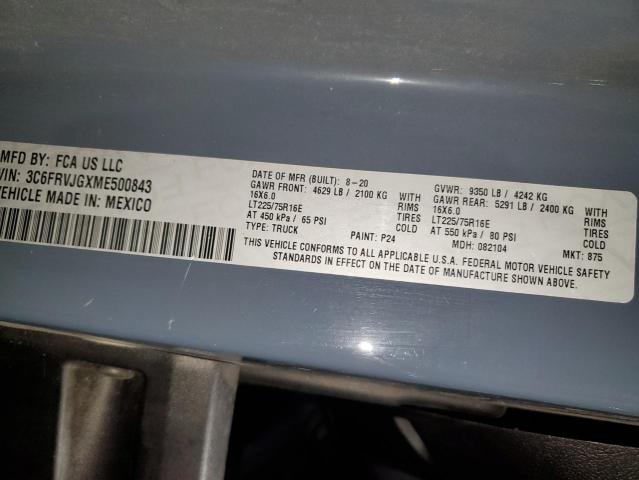 MFD BY: FCA US LLC
VIN: 3C6FRVJGXME500843
VEHICLE MADE IN: MEXICO
DATE OF MFR (BUILT): 8-20 GVWR: 9350 LB / 4242 KG
GAWR FRONT: 4629 LB / 2100 KG WITH GAWR REAR: 5291 LB / 2400 KG WITH
16X6.0 RIMS 16X6.0 RIMS
LT225/75R16E TIRES LT225/75R16E TIRES
AT 450 kPa / 65 PSI COLD AT 550 kPa / 80 PSI COLD
TYPE: TRUCK PAINT: P24 MDH: 082104 MKT: 875
THIS VEHICLE CONFORMS TO ALL APPLICABLE U.S.A. FEDERAL MOTOR VEHICLE SAFETY
STANDARDS IN EFFECT ON THE DATE OF MANUFACTURE SHOWN ABOVE.